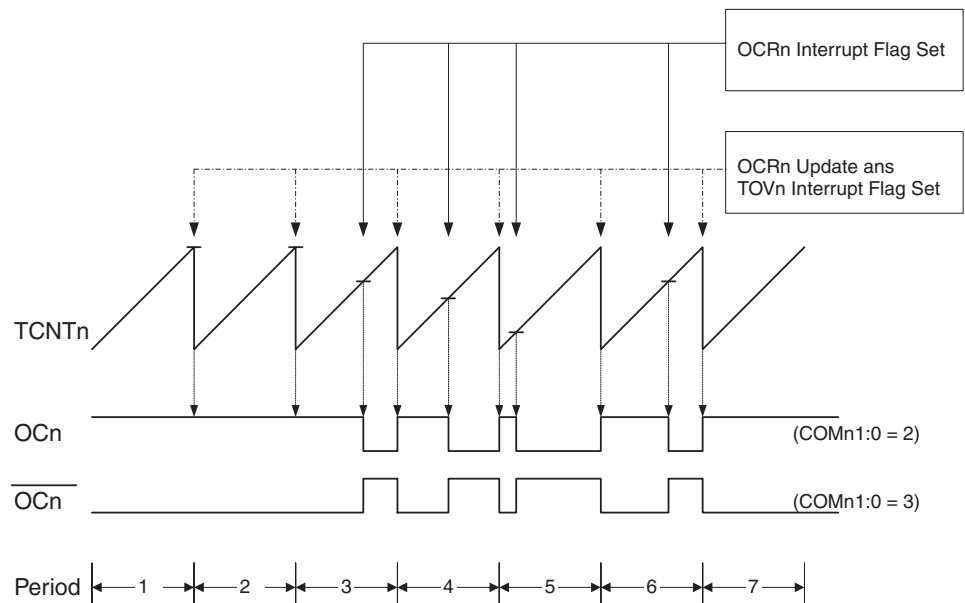 OCRn Interrupt Flag Set
OCRn Update ans
TOVn Interrupt Flag Set
TCNTn
OCn
(COMn1:0 = 2)
OCn
(COMn1:0 = 3)
Period 1 2 3 4 5 6 7